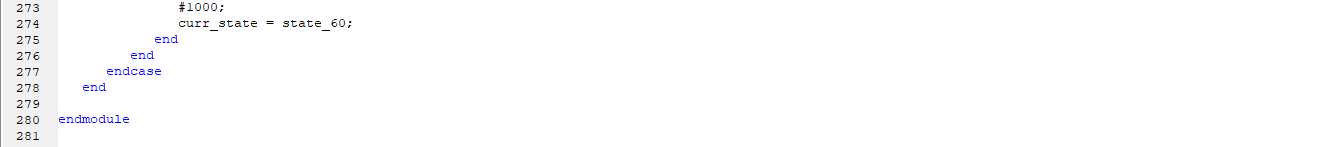 273 #1000;
274 curr_state = state_60;
275 end
276 end
277 endcase
278 end
279
280 endmodule
281